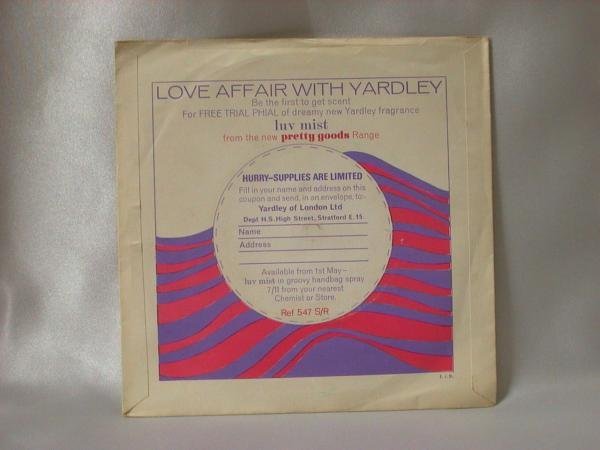 LOVE AFFAIR WITH YARDLEY
Be the first to get scent
For FREE TRIAL PHIAL of dreamy new Yardley fragrance
luv mist
from the new pretty goods Range
HURRY–SUPPLIES ARE LIMITED
Fill in your name and address on this
coupon and send, in an envelope, to:-
Yardley of London Ltd
Dept H.S. High Street, Stratford E.15.
Name
Address
Available from 1st May–
luv mist in groovy handbag spray
7/11 from your nearest
Chemist or Store.
Ref 547 S/R